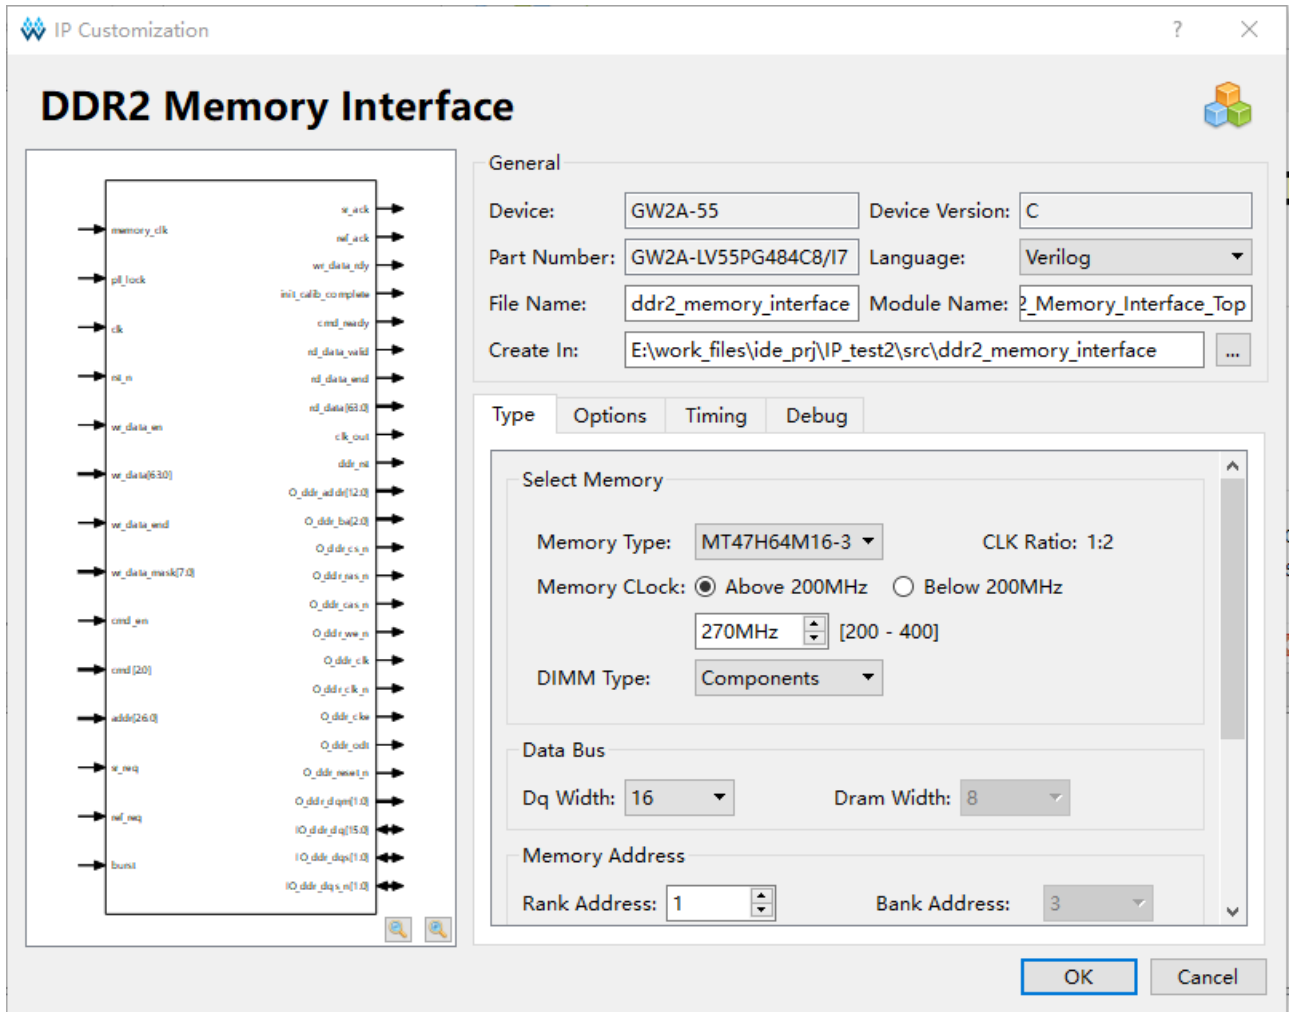 IP Customization
?
DDR2 Memory Interface
memory_clk
pll_lock
clk
rst_n
wr_data_en
wr_data[63:0]
wr_data_end
wr_data_mask[7:0]
cmd_en
cmd[2:0]
addr[26:0]
sr_req
ref_req
burst
sr_ack
ref_ack
wr_data_rdy
init_calib_complete
cmd_ready
rd_data_valid
rd_data_end
rd_data[63:0]
clk_out
ddr_rst
O_ddr_addr[12:0]
O_ddr_ba[2:0]
O_ddr_cs_n
O_ddr_ras_n
O_ddr_cas_n
O_ddr_we_n
O_ddr_clk
O_ddr_clk_n
O_ddr_cke
O_ddr_odt
O_ddr_reset_n
O_ddr_dqm[1:0]
IO_ddr_dq[15:0]
IO_ddr_dqs[1:0]
IO_ddr_dqs_n[1:0]
General
Device: GW2A-55 Device Version: C
Part Number: GW2A-LV55PG484C8/I7 Language: Verilog
File Name: ddr2_memory_interface Module Name: 2_Memory_Interface_Top
Create In: E:\work_files\ide_prj\IP_test2\src\ddr2_memory_interface ...
Type Options Timing Debug
Select Memory
Memory Type: MT47H64M16-3 CLK Ratio: 1:2
Memory CLock: Above 200MHz Below 200MHz
270MHz [200 - 400]
DIMM Type: Components
Data Bus
Dq Width: 16 Dram Width: 8
Memory Address
Rank Address: 1 Bank Address: 3
OK Cancel